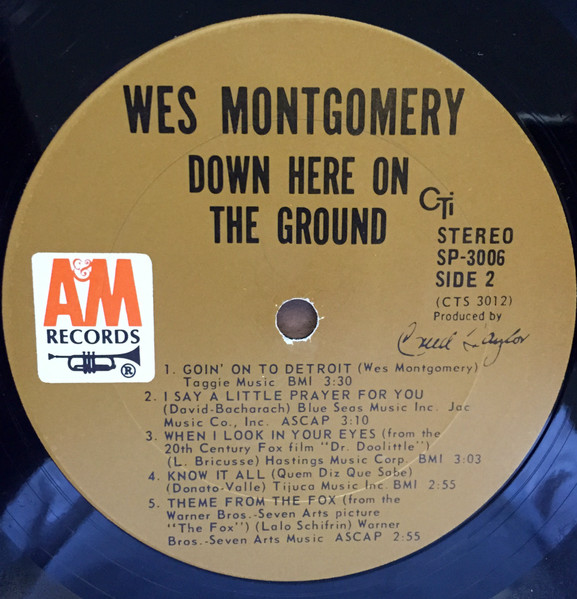 WES MONTGOMERY
DOWN HERE ON
THE GROUND
CTi
STEREO
SP-3006
SIDE 2
(CTS 3012)
Produced by
Creed Taylor
A&M
RECORDS
®
1. GOIN' ON TO DETROIT (Wes Montgomery)
Taggie Music BMI 3:30
2. I SAY A LITTLE PRAYER FOR YOU
(David-Bacharach) Blue Seas Music Inc. Jac
Music Co., Inc. ASCAP 3:10
3. WHEN I LOOK IN YOUR EYES (from the
20th Century Fox film "Dr. Doolittle")
(L. Bricusse) Hastings Music Corp. BMI 3:03
4. KNOW IT ALL (Quem Diz Que Sabe)
(Donato-Valle) Tijuca Music Inc. BMI 2:55
5. THEME FROM THE FOX (from the
Warner Bros.-Seven Arts picture
"The Fox") (Lalo Schifrin) Warner
Bros.-Seven Arts Music ASCAP 2:55